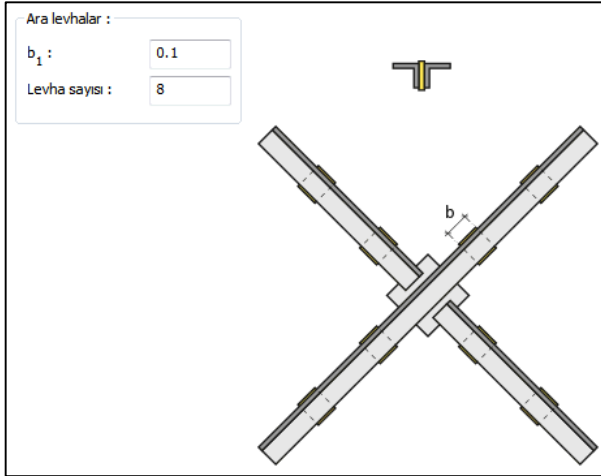 Ara levhalar :
b₁ : 0.1
Levha sayısı : 8
b